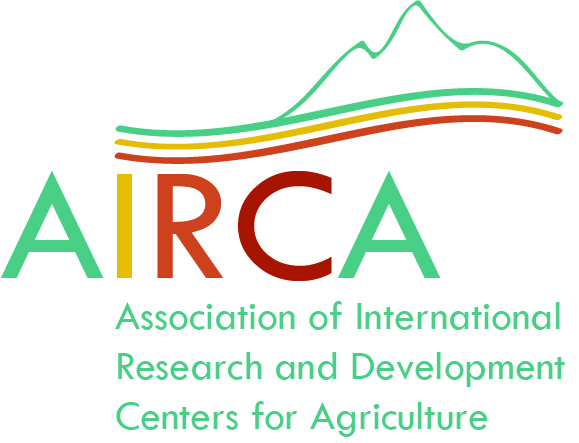 AIRCA
Association of International
Research and Development
Centers for Agriculture